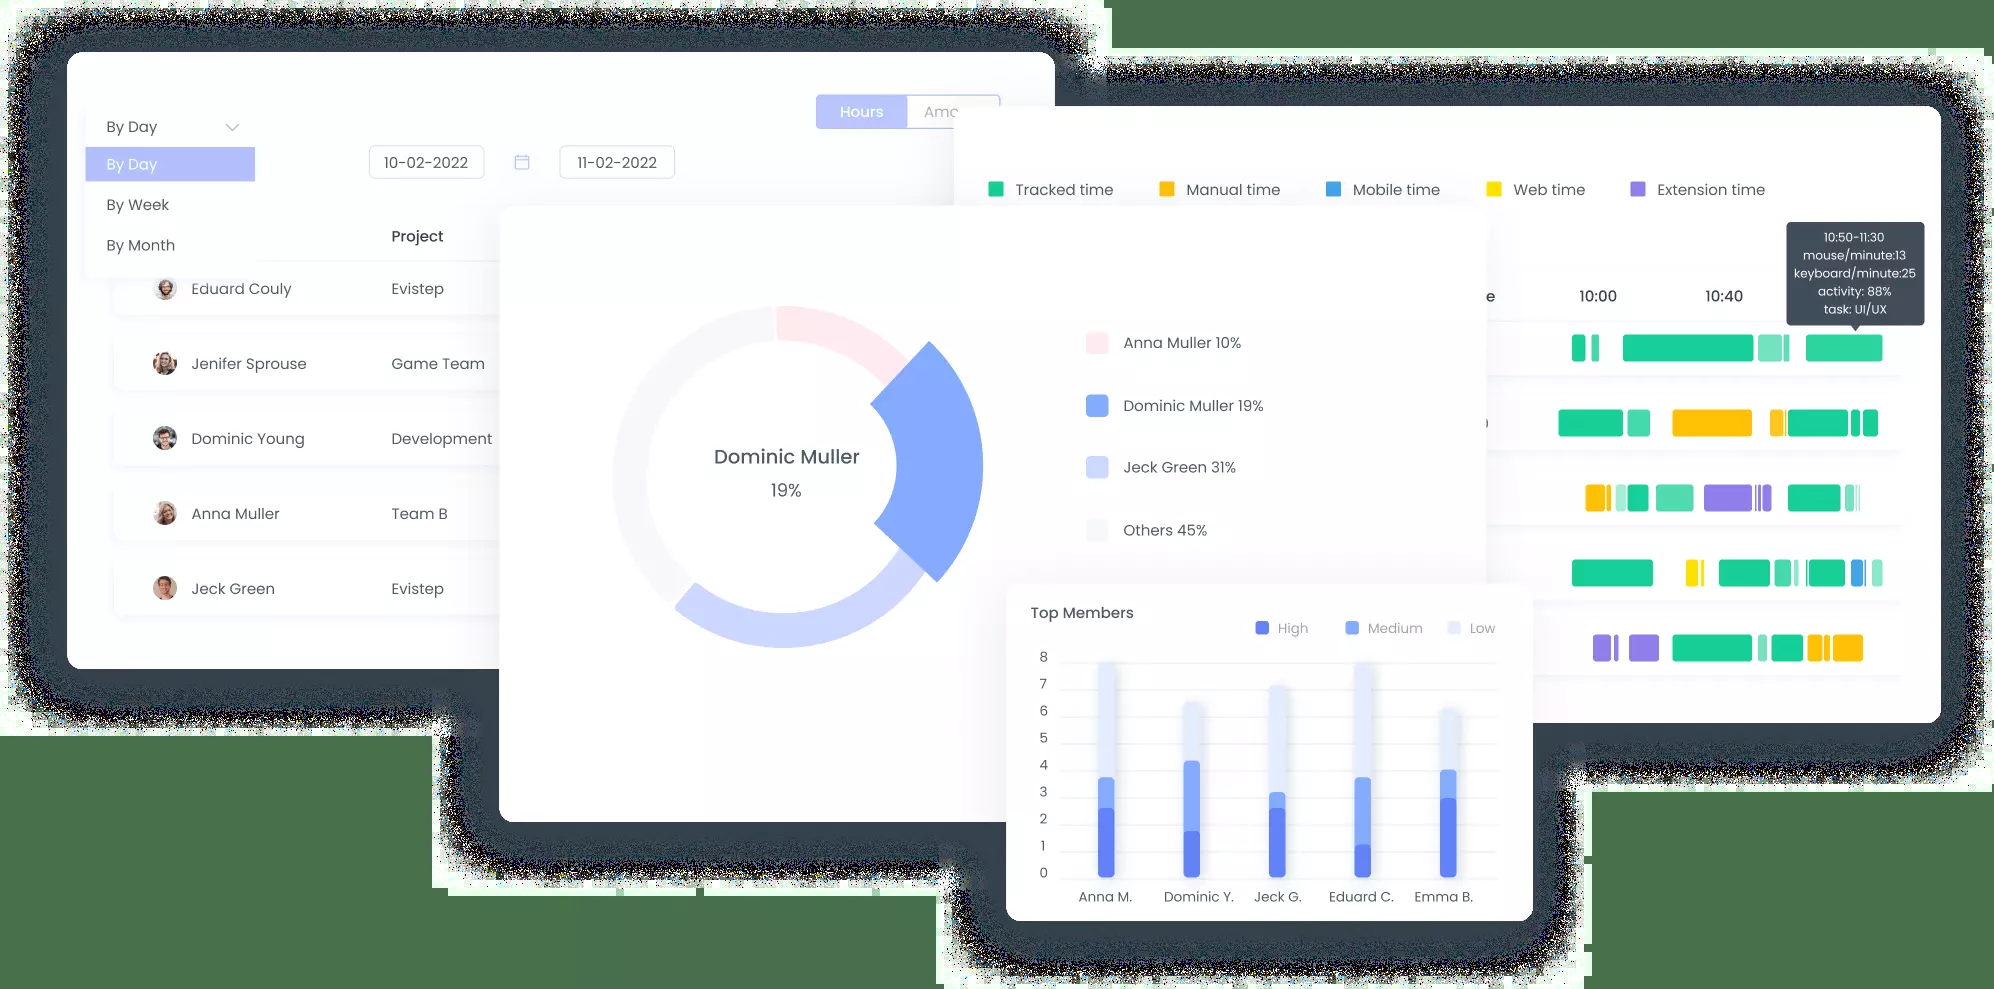 By Day
By Day
By Week
By Month
10-02-2022
11-02-2022
Hours
Project
Eduard Couly
Evistep
Jenifer Sprouse
Game Team
Dominic Young
Development
Anna Muller
Team B
Jeck Green
Evistep
Tracked time
Manual time
Mobile time
Web time
Extension time
10:00
10:40
10:50-11:30
mouse/minute:13
keyboard/minute:25
activity: 88%
task: UI/UX
Dominic Muller
19%
Anna Muller 10%
Dominic Muller 19%
Jeck Green 31%
Others 45%
Top Members
High
Medium
Low
8
7
6
5
4
3
2
1
0
Anna M.
Dominic Y.
Jeck G.
Eduard C.
Emma B.